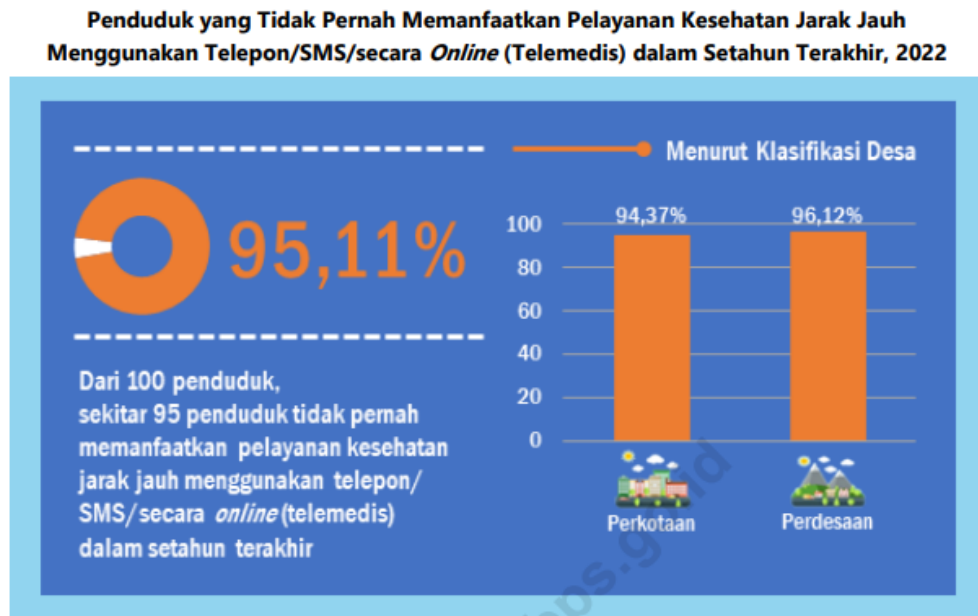 Penduduk yang Tidak Pernah Memanfaatkan Pelayanan Kesehatan Jarak Jauh
Menggunakan Telepon/SMS/secara Online (Telemedis) dalam Setahun Terakhir, 2022
95,11%
Dari 100 penduduk,
sekitar 95 penduduk tidak pernah
memanfaatkan pelayanan kesehatan
jarak jauh menggunakan telepon/
SMS/secara online (telemedis)
dalam setahun terakhir
Menurut Klasifikasi Desa
94,37%
96,12%
100
80
60
40
20
0
Perkotaan
Perdesaan